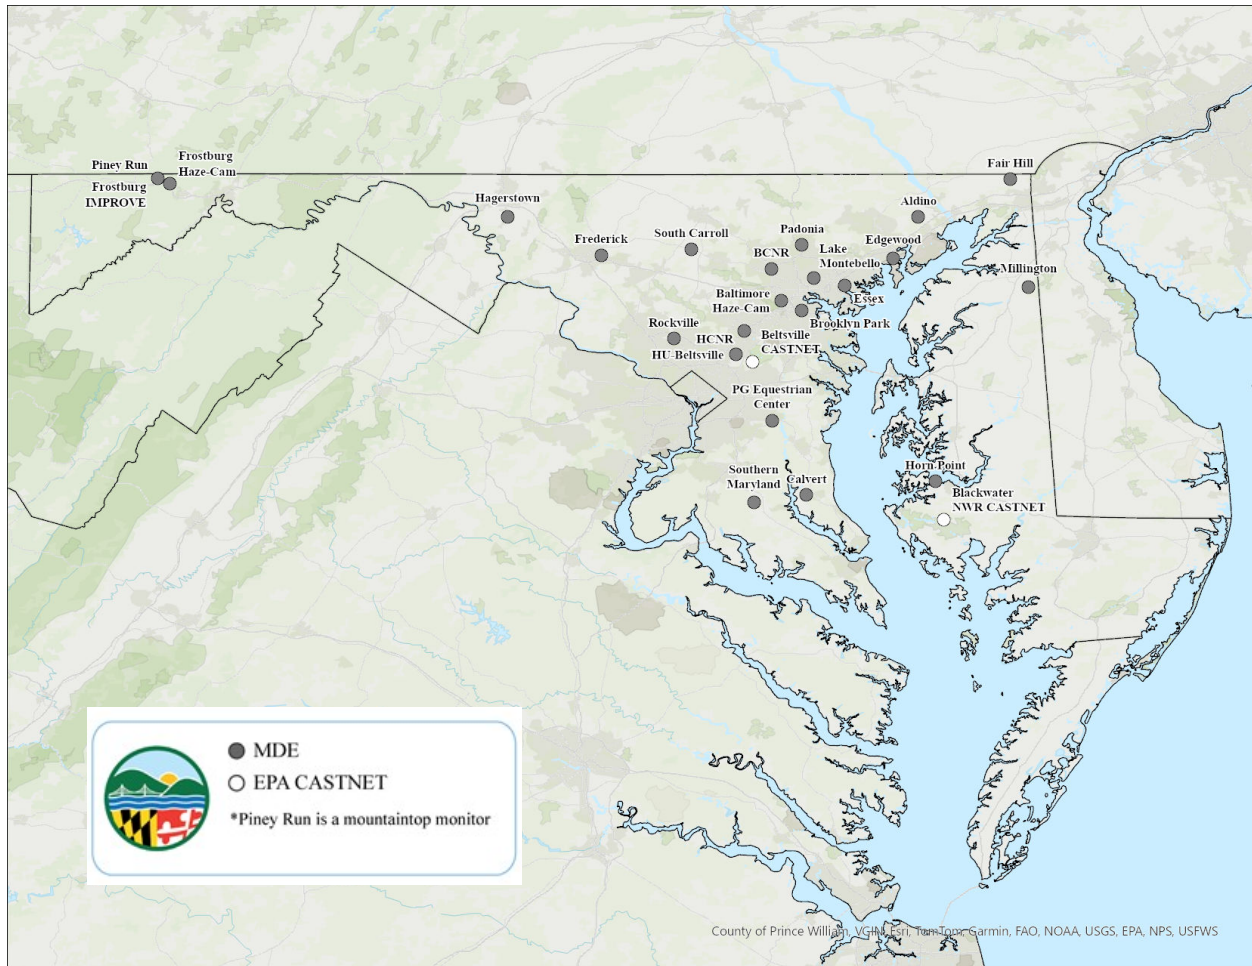 Piney Run
Frostburg
Haze-Cam
Frostburg
IMPROVE
Hagerstown
Frederick
South Carroll
Padonia
BCNR
Lake
Montebello
Edgewood
Aldino
Fair Hill
Millington
Essex
Baltimore
Haze-Cam
Brooklyn Park
Rockville
HCNR
HU-Beltsville
Beltsville
CASTNET
PG Equestrian
Center
Southern
Maryland
Calvert
Horn Point
Blackwater
NWR CASTNET
MDE
EPA CASTNET
*Piney Run is a mountaintop monitor
County of Prince William, VGIN, Esri, TomTom, Garmin, FAO, NOAA, USGS, EPA, NPS, USFWS